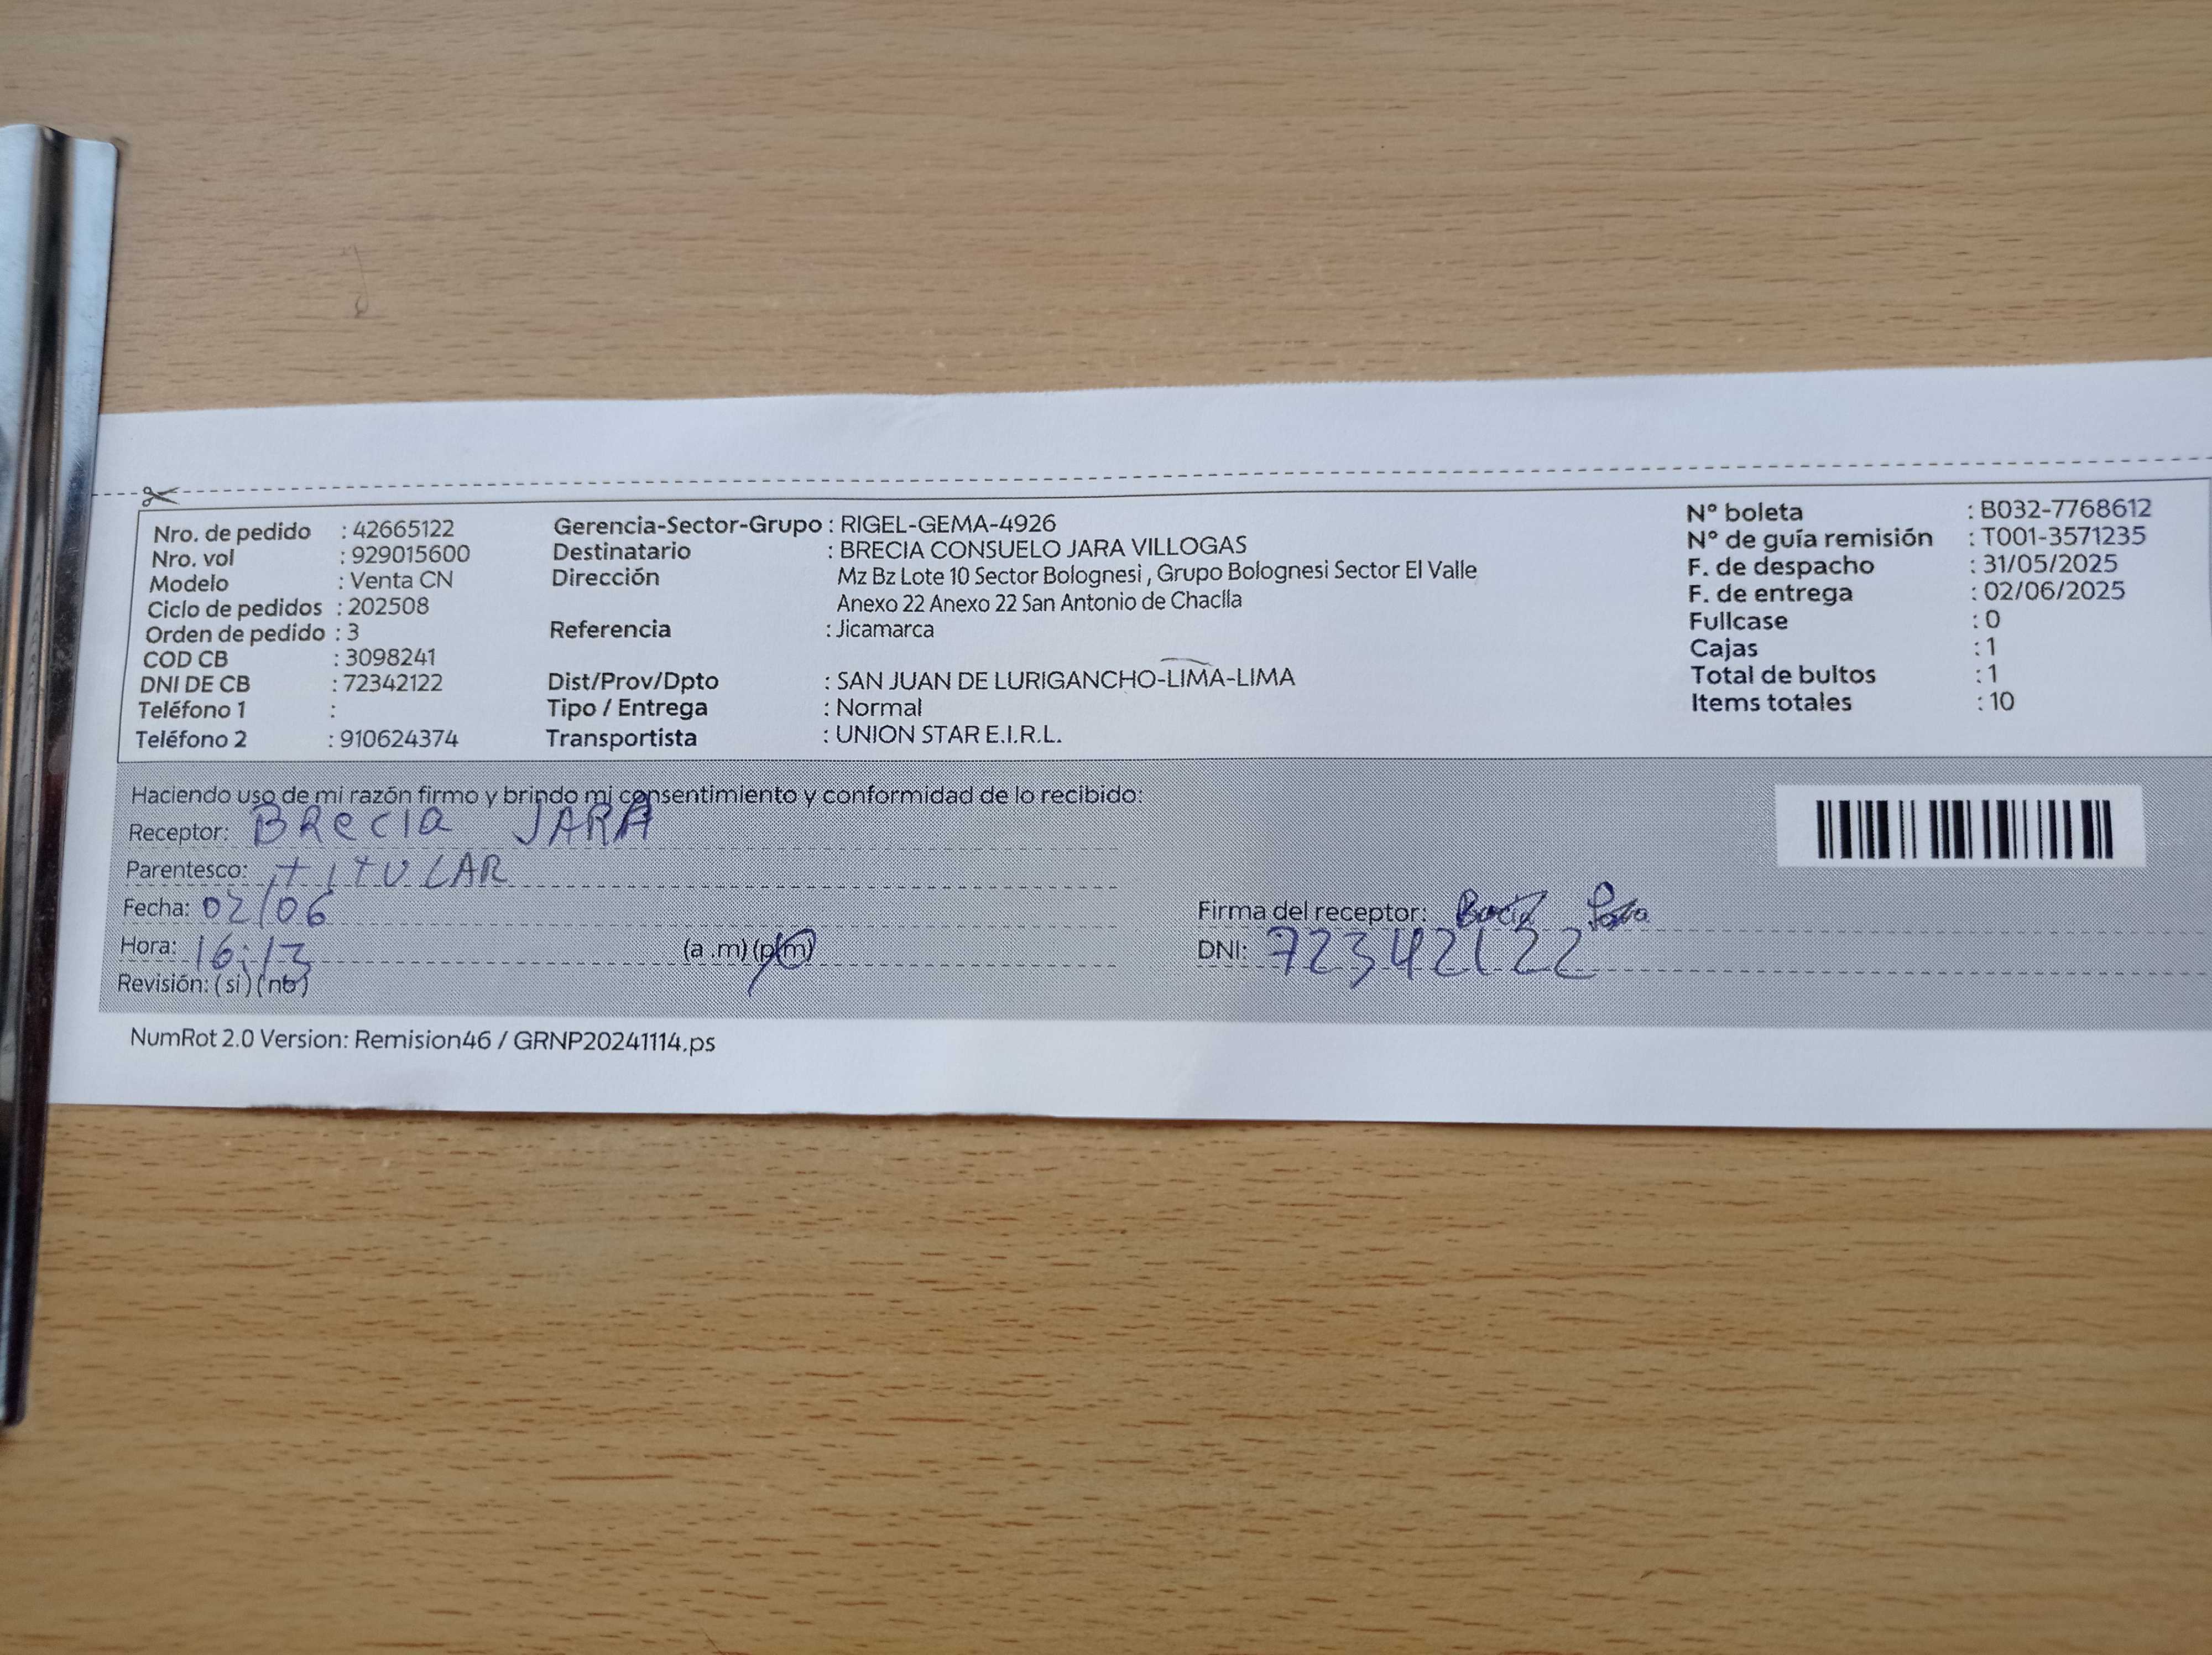 Nro. de pedido : 42665122
Nro. vol : 929015600
Modelo : Venta CN
Ciclo de pedidos : 202508
Orden de pedido : 3
COD CB : 3098241
DNI DE CB : 72342122
Teléfono 1 :
Teléfono 2 : 910624374
Gerencia-Sector-Grupo : RIGEL-GEMA-4926
Destinatario : BRECIA CONSUELO JARA VILLOGAS
Dirección Mz Bz Lote 10 Sector Bolognesi , Grupo Bolognesi Sector El Valle
Anexo 22 Anexo 22 San Antonio de Chaclla
Referencia : Jicamarca
Dist/Prov/Dpto : SAN JUAN DE LURIGANCHO-LIMA-LIMA
Tipo / Entrega : Normal
Transportista : UNION STAR E.I.R.L.
N° boleta : B032-7768612
N° de guía remisión : T001-3571235
F. de despacho : 31/05/2025
F. de entrega : 02/06/2025
Fullcase : 0
Cajas : 1
Total de bultos : 1
Items totales : 10
Haciendo uso de mi razón firmo y brindo mi consentimiento y conformidad de lo recibido:
Receptor: BRecia JARA
Parentesco: TITULAR
Fecha: 02/06
Hora: 16:13 (a .m) (p.m)
Revisión: (si) (no)
Firma del receptor:
DNI: 72342122
NumRot 2.0 Version: Remision46 / GRNP20241114.ps